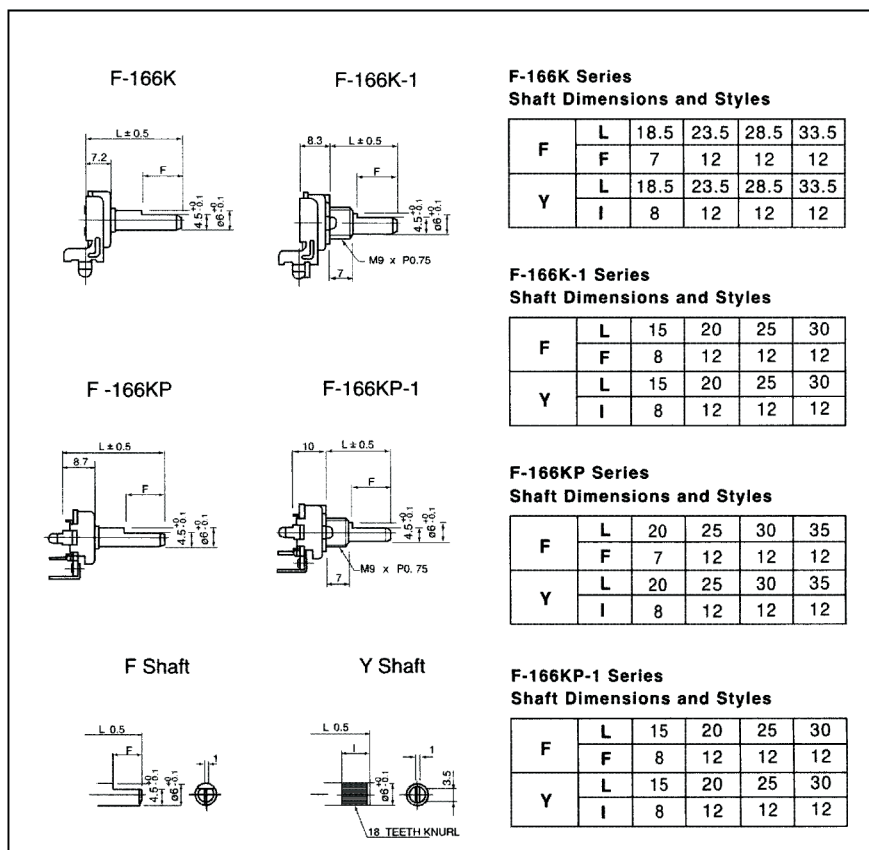 F-166K
L ± 0.5
7.2
F
4.5 +0 -0.1
ø6 +0 -0.1
F-166K-1
8.3
L ± 0.5
F
4.5 +0 -0.1
ø6 +0 -0.1
7
M9 x P0.75
F -166KP
L ± 0.5
8.7
F
4.5 +0 -0.1
ø6 +0 -0.1
F-166KP-1
10
L ± 0.5
F
4.5 +0 -0.1
ø6 +0 -0.1
7
M9 x P0.75
F Shaft
L 0.5
F
1
4.5 +0 -0.1
ø6 +0 -0.1
Y Shaft
L 0.5
I
1
ø6 +0 -0.1
3.5
18 TEETH KNURL
F-166K Series
Shaft Dimensions and Styles
F L 18.5 23.5 28.5 33.5
F 7 12 12 12
Y L 18.5 23.5 28.5 33.5
I 8 12 12 12
F-166K-1 Series
Shaft Dimensions and Styles
F L 15 20 25 30
F 8 12 12 12
Y L 15 20 25 30
I 8 12 12 12
F-166KP Series
Shaft Dimensions and Styles
F L 20 25 30 35
F 7 12 12 12
Y L 20 25 30 35
I 8 12 12 12
F-166KP-1 Series
Shaft Dimensions and Styles
F L 15 20 25 30
F 8 12 12 12
Y L 15 20 25 30
I 8 12 12 12